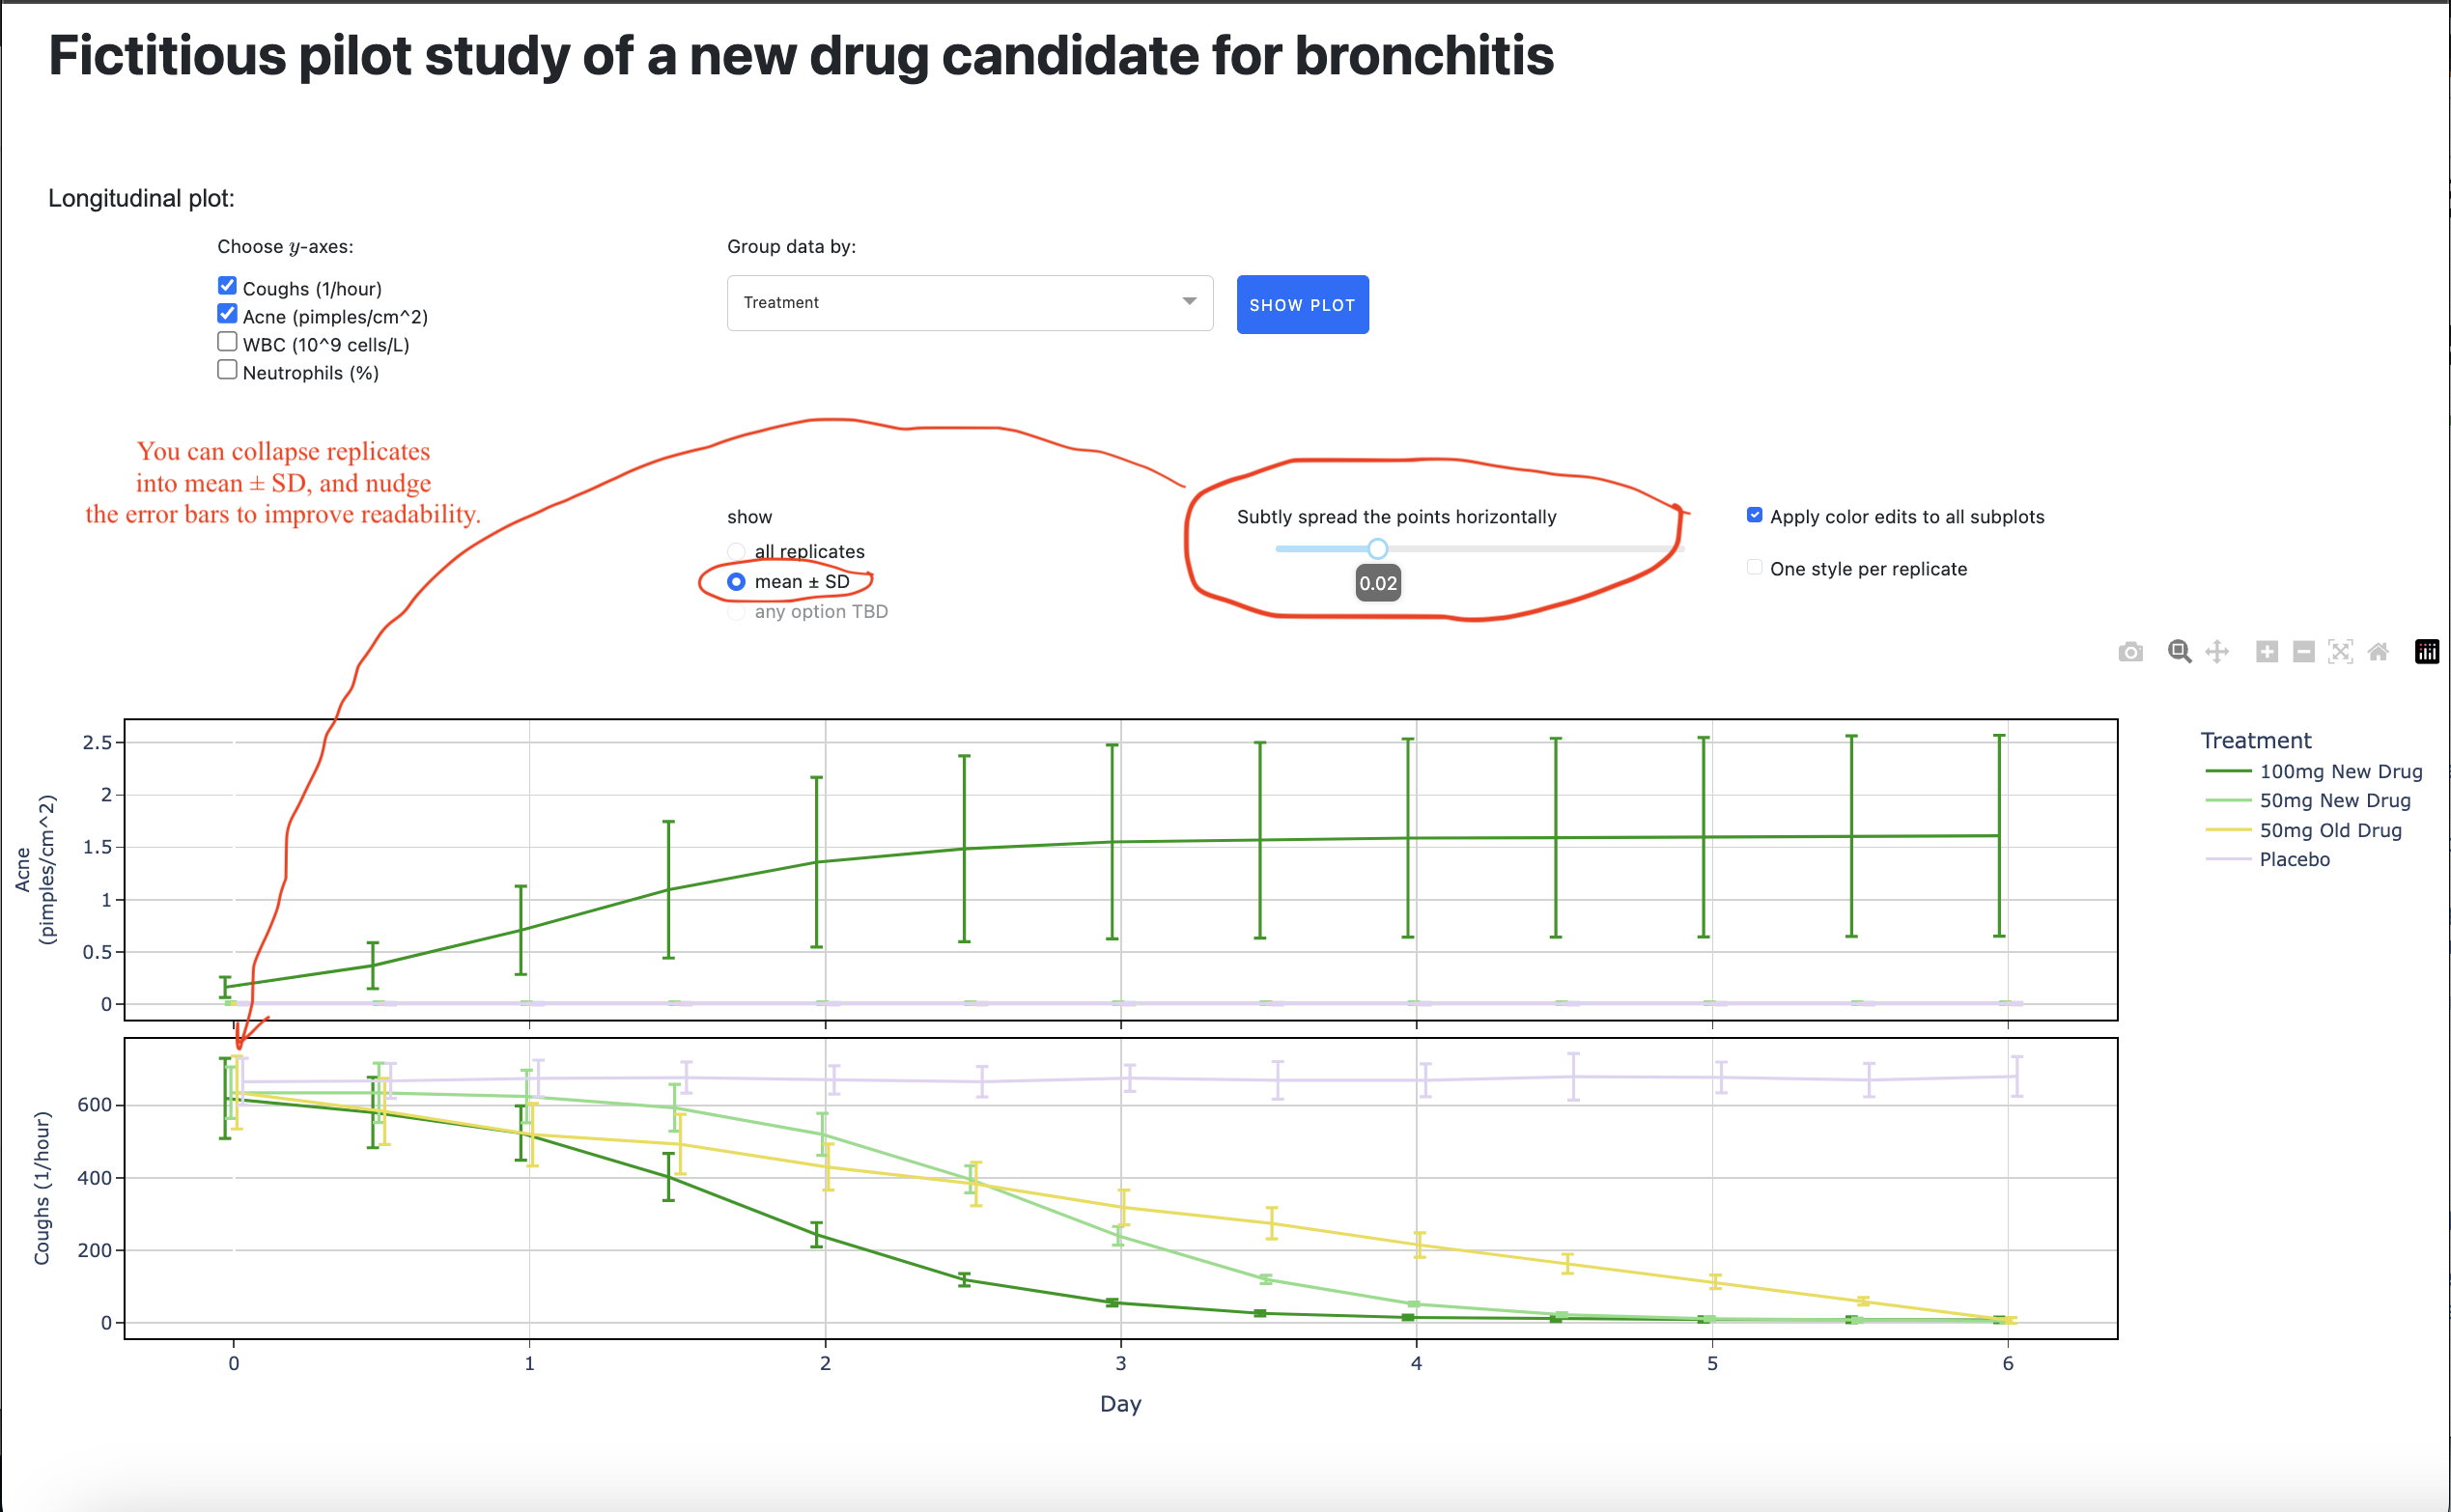 Fictitious pilot study of a new drug candidate for bronchitis
Longitudinal plot:
Choose y-axes:
Coughs (1/hour)
Acne (pimples/cm^2)
WBC (10^9 cells/L)
Neutrophils (%)
Group data by:
Treatment
SHOW PLOT
You can collapse replicates
into mean ± SD, and nudge
the error bars to improve readability.
show
all replicates
mean ± SD
any option TBD
Subtly spread the points horizontally
0.02
Apply color edits to all subplots
One style per replicate
Acne
(pimples/cm^2)
2.5
2
1.5
1
0.5
0
Treatment
100mg New Drug
50mg New Drug
50mg Old Drug
Placebo
Coughs (1/hour)
600
400
200
0
0 1 2 3 4 5 6
Day